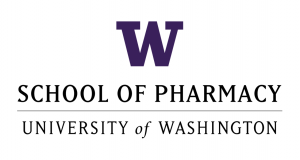 W
SCHOOL OF PHARMACY
UNIVERSITY of WASHINGTON